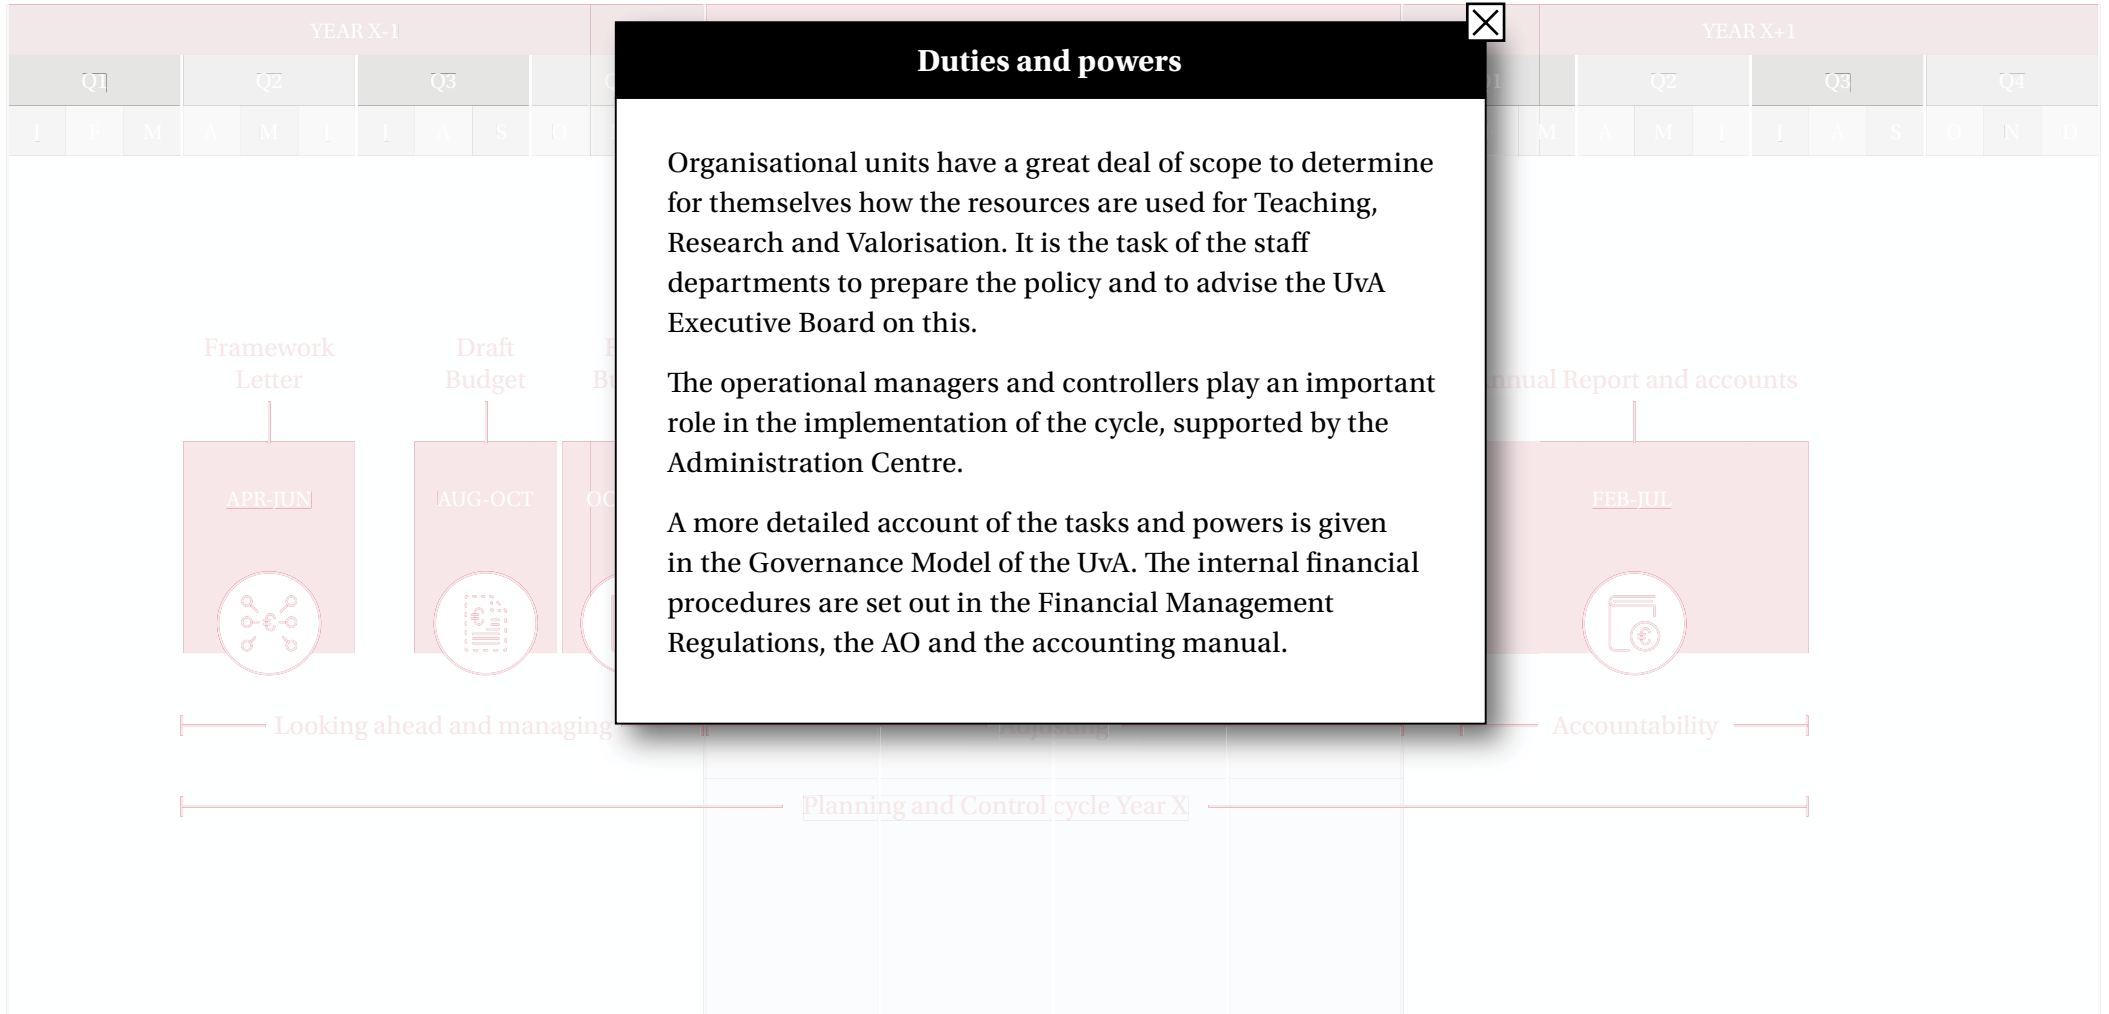 YEAR X-1
YEAR X+1
Duties and powers
Q1 Q2 Q3
Q2 Q3 Q4
J F M A M J J A S O
M A M J J A S O N D
Organisational units have a great deal of scope to determine
for themselves how the resources are used for Teaching,
Research and Valorisation. It is the task of the staff
departments to prepare the policy and to advise the UvA
Executive Board on this.
The operational managers and controllers play an important
role in the implementation of the cycle, supported by the
Administration Centre.
A more detailed account of the tasks and powers is given
in the Governance Model of the UvA. The internal financial
procedures are set out in the Financial Management
Regulations, the AO and the accounting manual.
Framework
Letter
Draft
Budget
Report and accounts
APR-JUN
AUG-OCT
FEB-JUL
Looking ahead and managing
Adjusting
Accountability
Planning and Control cycle Year X